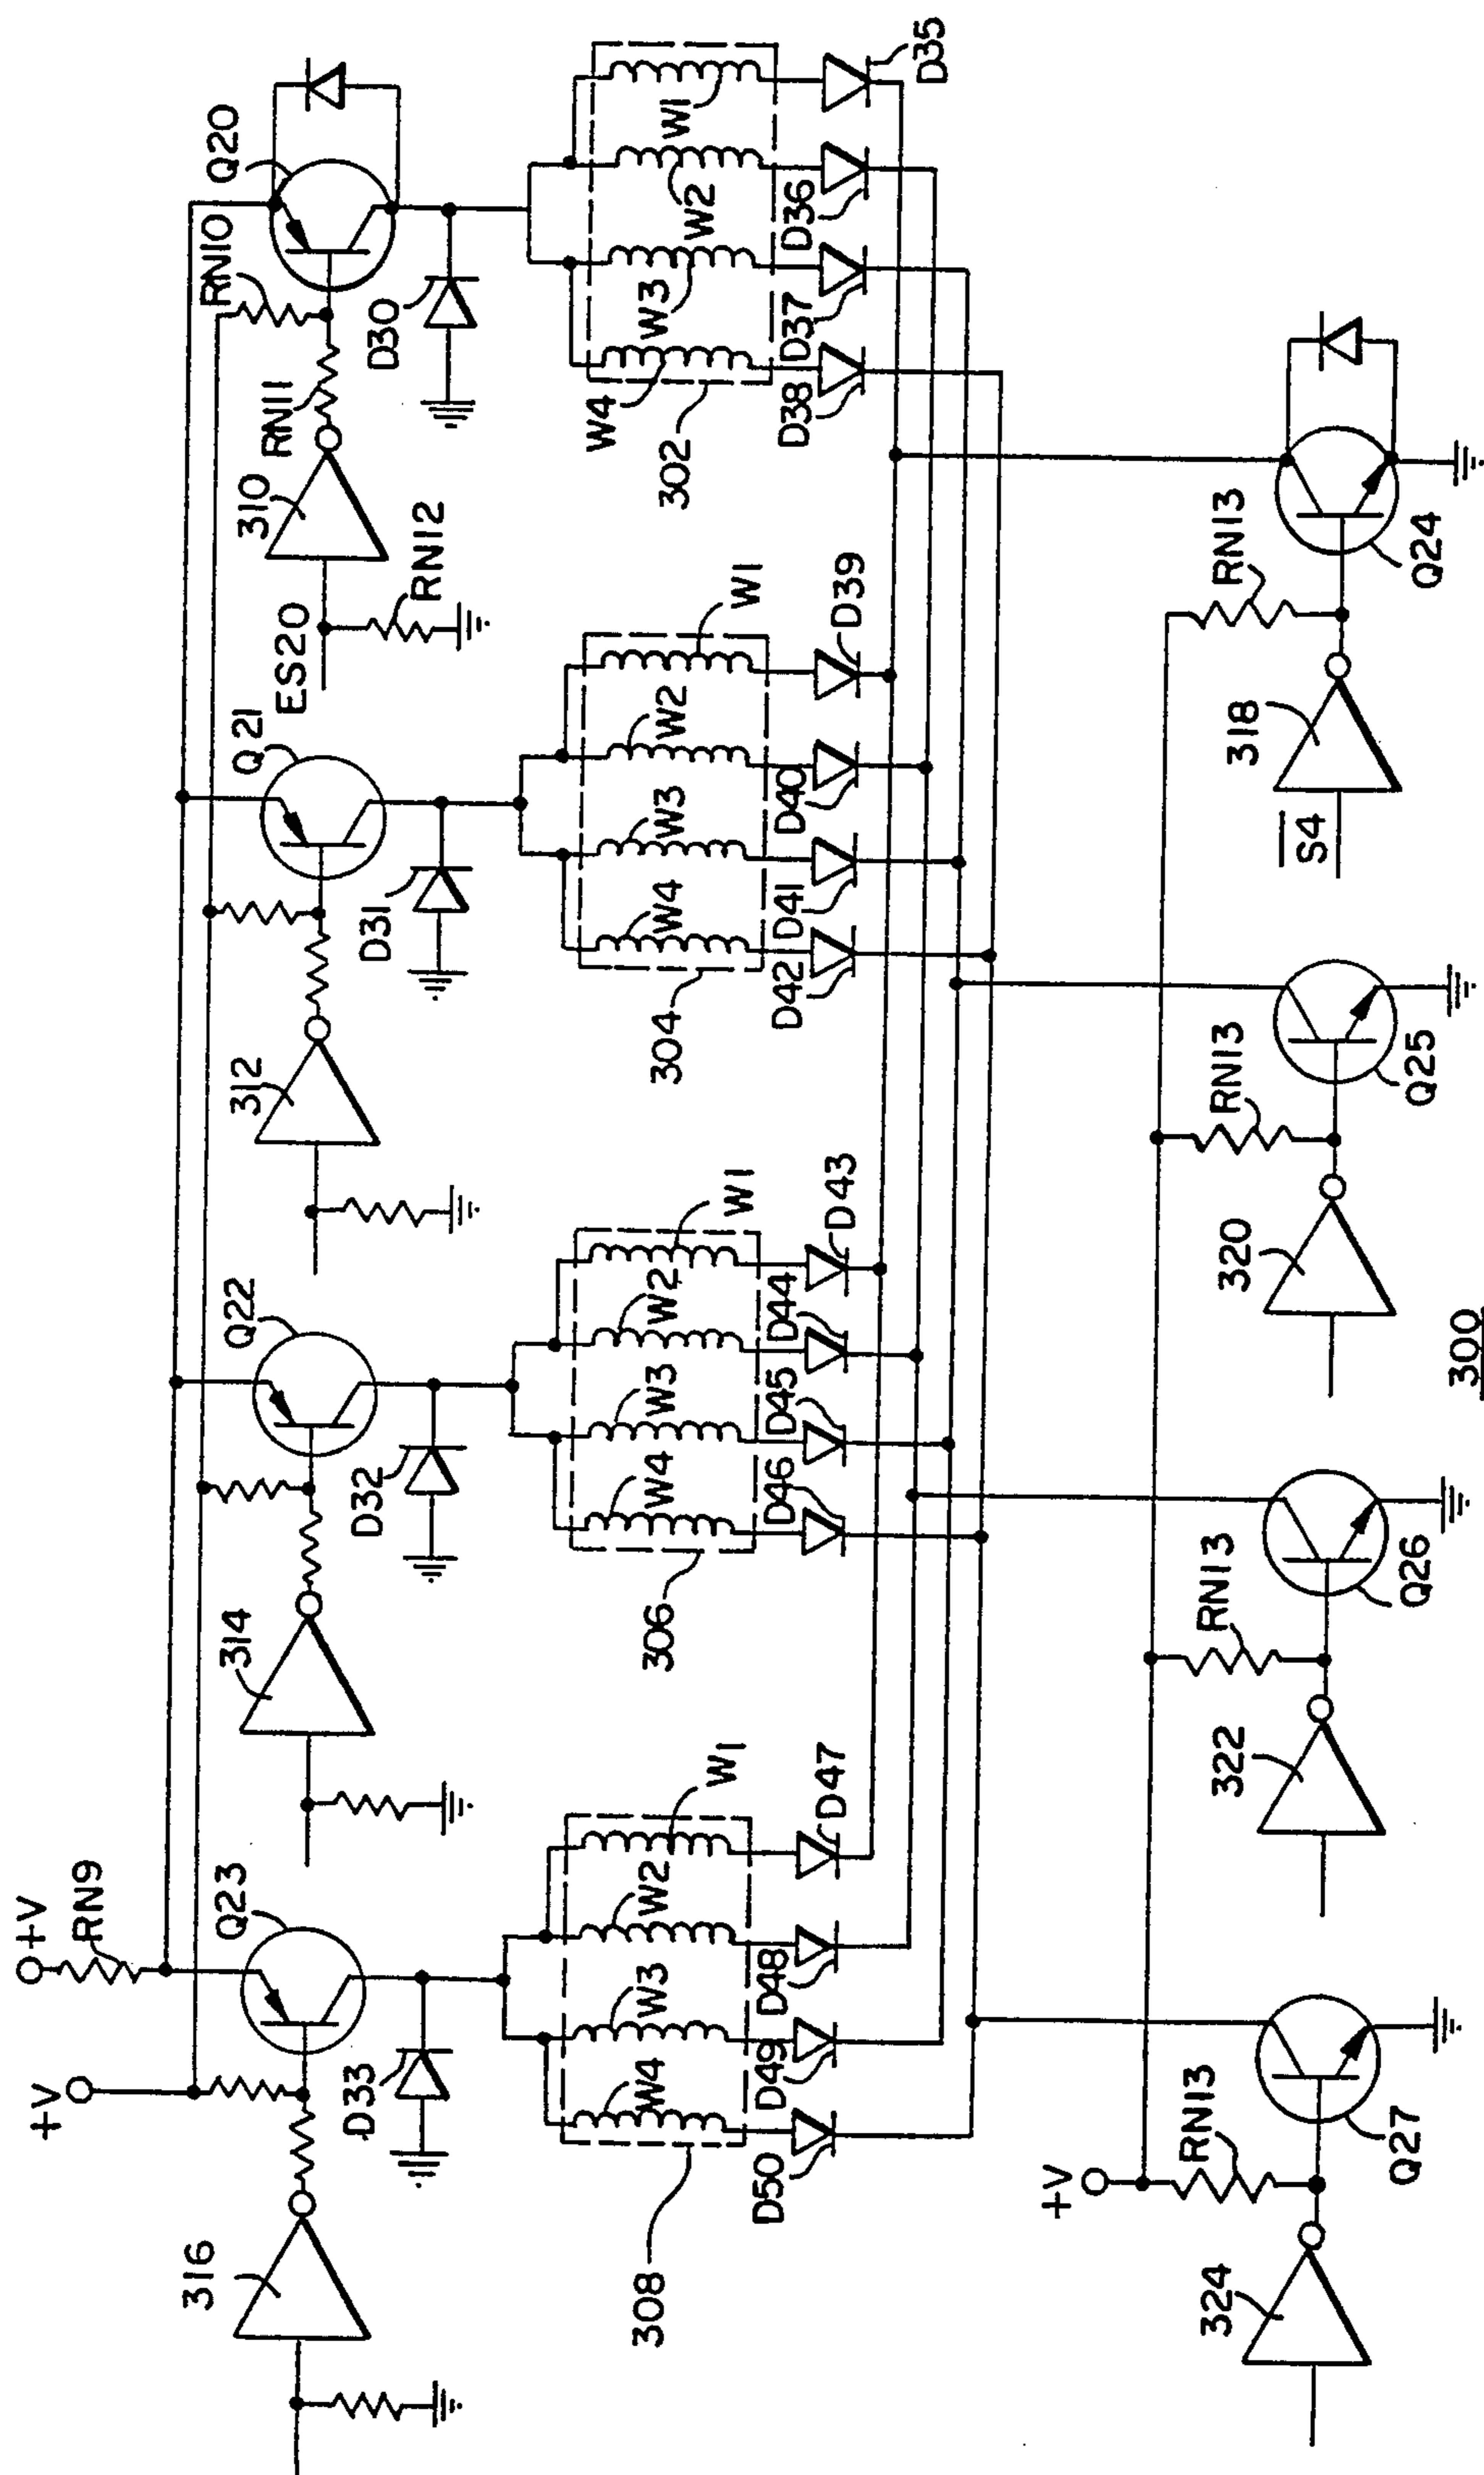 +V
+V
RN9
316
Q23
314
Q22
312
Q21
ES20
310
RN12
RN11
RN10
Q20
D33
D32
D31
D30
308
W4
W3
W2
W1
306
W4
W3
W2
W1
304
W4
W3
W2
W1
302
W4
W3
W2
W1
D50
D49
D48
D47
D46
D45
D44
D43
D42
D41
D40
D39
D38
D37
D36
D35
+V
324
RN13
Q27
322
RN13
Q26
320
RN13
Q25
S4
318
RN13
Q24
300